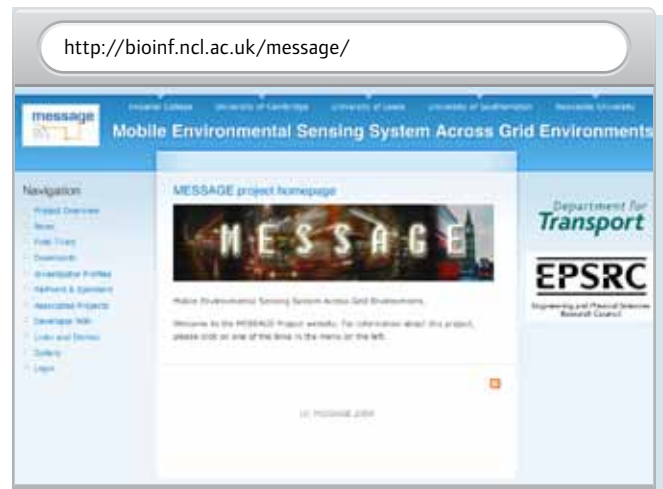 http://bioinf.ncl.ac.uk/message/
Imperial College University of Cambridge University of Leeds University of Southampton Newcastle University
message
Mobile Environmental Sensing System Across Grid Environments
Navigation
Project Overview
News
Field Trials
Downloads
Investigator Profiles
Partners & Sponsors
Associated Projects
Developer Wiki
Links and Demos
Gallery
Login
MESSAGE project homepage
MESSAGE
Mobile Environmental Sensing System Across Grid Environments.
Welcome to the MESSAGE Project website. For information about this project,
please click on one of the links in the menu on the left.
(c) MESSAGE
Department for
Transport
EPSRC
Engineering and Physical Sciences
Research Council